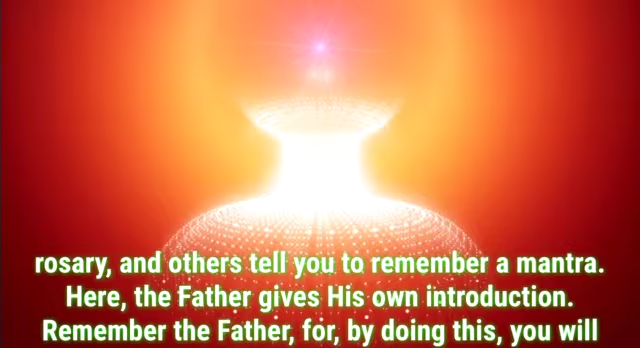 rosary, and others tell you to remember a mantra.
Here, the Father gives His own introduction.
Remember the Father, for, by doing this, you will